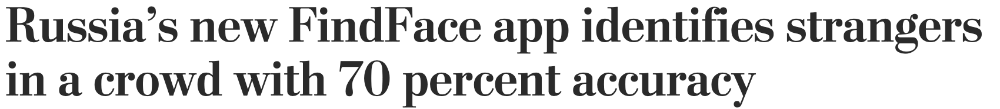 Russia’s new FindFace app identifies strangers
in a crowd with 70 percent accuracy